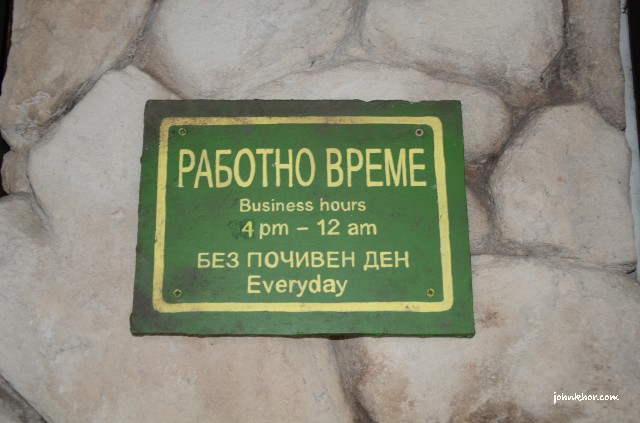 РАБОТНО ВРЕМЕ
Business hours
4 pm – 12 am
БЕЗ ПОЧИВЕН ДЕН
Everyday
johnkhor.com